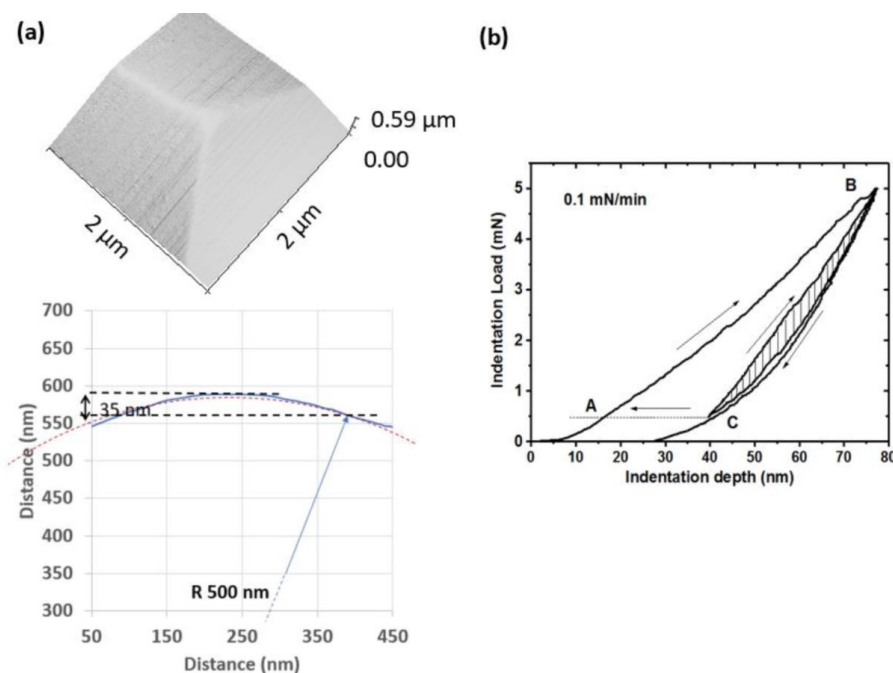 (a)
0.59 µm
0.00
2 µm
2 µm
700
650
600
550
500
450
400
350
300
35 nm
R 500 nm
50
150
250
350
450
Distance (nm)
Distance (nm)
(b)
0.1 mN/min
A
B
C
5
4
3
2
1
0
0
10
20
30
40
50
60
70
80
Indentation Load (mN)
Indentation depth (nm)